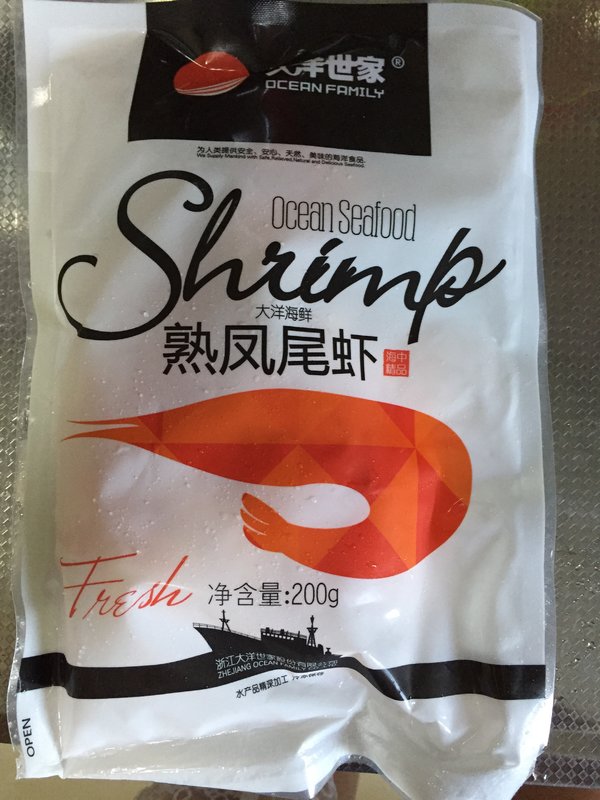 大洋世家®
OCEAN FAMILY
为人类提供安全、安心、天然、美味的海洋食品.
We Supply Mankind with Safe,Relieved,Natural and Delicious Seafood.
Ocean Seafood
Shrimp
大洋海鲜
熟凤尾虾
海中
精品
Fresh
净含量:200g
浙江大洋世家股份有限公司
ZHEJIANG OCEAN FAMILY
水产品精深加工
OPEN